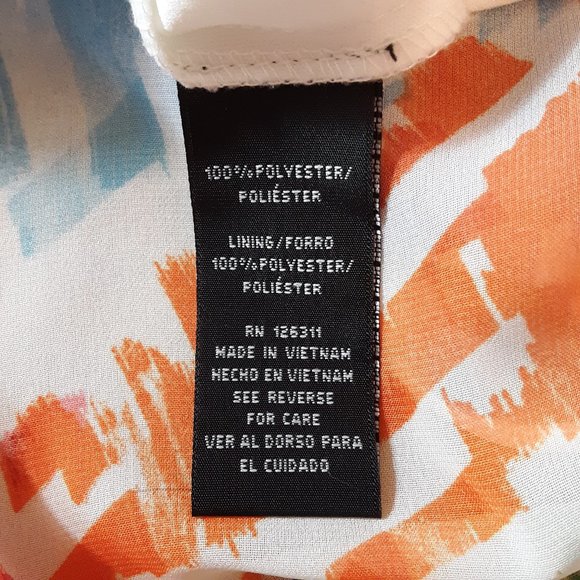 100% POLYESTER/
POLIÉSTER
LINING/FORRO
100% POLYESTER/
POLIÉSTER
RN 126311
MADE IN VIETNAM
HECHO EN VIETNAM
SEE REVERSE
FOR CARE
VER AL DORSO PARA
EL CUIDADO